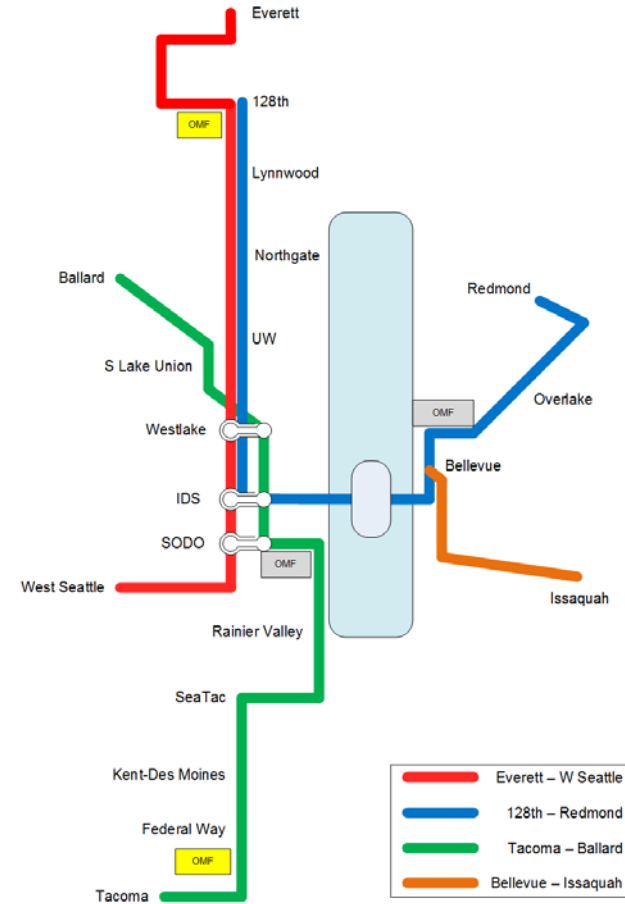 Everett
128th
OMF
Lynnwood
Northgate
Ballard
Redmond
UW
S Lake Union
Overlake
OMF
Westlake
Bellevue
IDS
SODO
OMF
West Seattle
Issaquah
Rainier Valley
SeaTac
Kent-Des Moines
Everett – W Seattle
128th – Redmond
Federal Way
Tacoma – Ballard
OMF
Bellevue – Issaquah
Tacoma